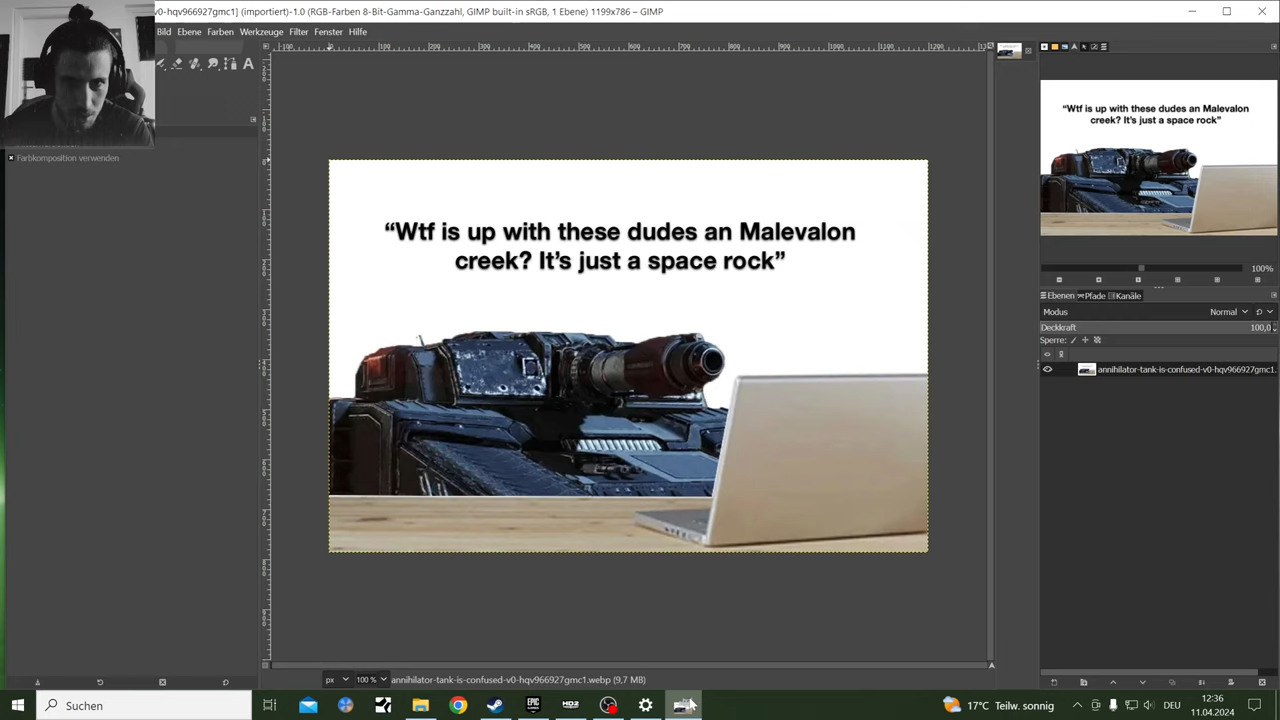 -v0-hqv966927gmc1] (importiert)-1.0 (RGB-Farben 8-Bit-Gamma-Ganzzahl, GIMP built-in sRGB, 1 Ebene) 1199x786 – GIMP
Bild Ebene Farben Werkzeuge Filter Fenster Hilfe
Farbkomposition verwenden
“Wtf is up with these dudes an Malevalon
creek? It’s just a space rock”
“Wtf is up with these dudes an Malevalon
creek? It’s just a space rock”
100%
Ebenen Pfade Kanäle
Modus Normal
Deckkraft 100,0
Sperre:
annihilator-tank-is-confused-v0-hqv966927gmc1.
px 100 % annihilator-tank-is-confused-v0-hqv966927gmc1.webp (9,7 MB)
Suchen
EPIC
GAMES
HD2
17°C Teilw. sonnig
DEU
12:36
11.04.2024